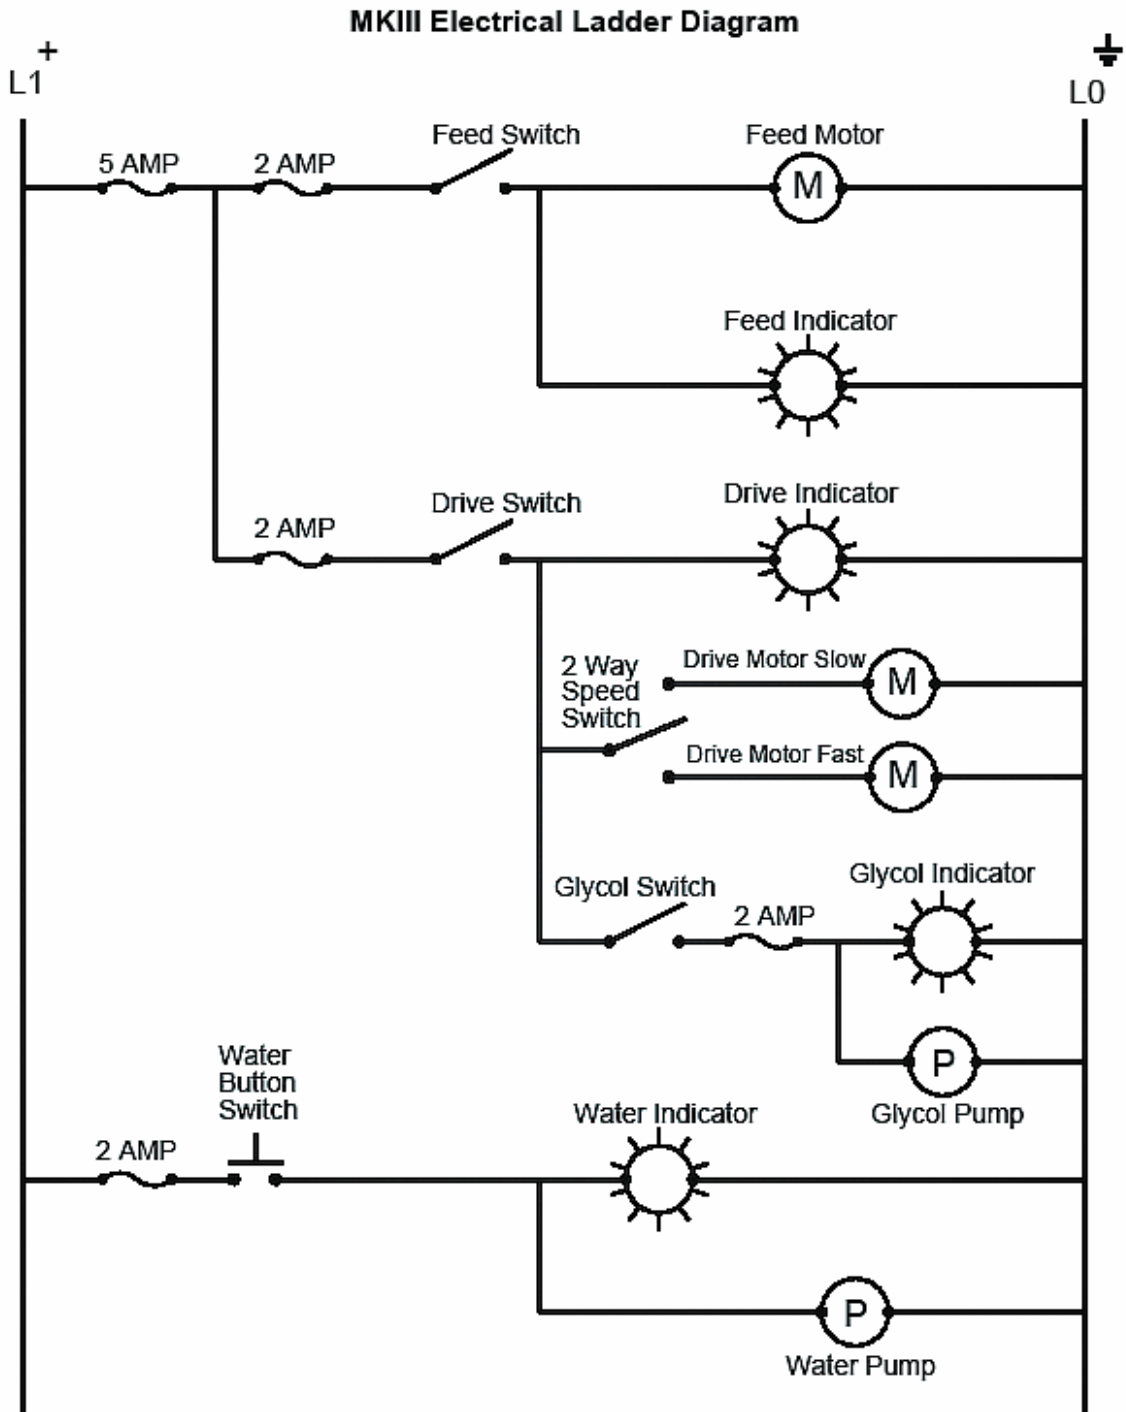 MKIII Electrical Ladder Diagram
+
L1
L0
Feed Switch
Feed Motor
5 AMP
2 AMP
M
Feed Indicator
Drive Switch
Drive Indicator
2 AMP
2 Way
Speed
Switch
Drive Motor Slow
M
Drive Motor Fast
M
Glycol Switch
2 AMP
Glycol Indicator
P
Glycol Pump
Water
Button
Switch
2 AMP
Water Indicator
P
Water Pump